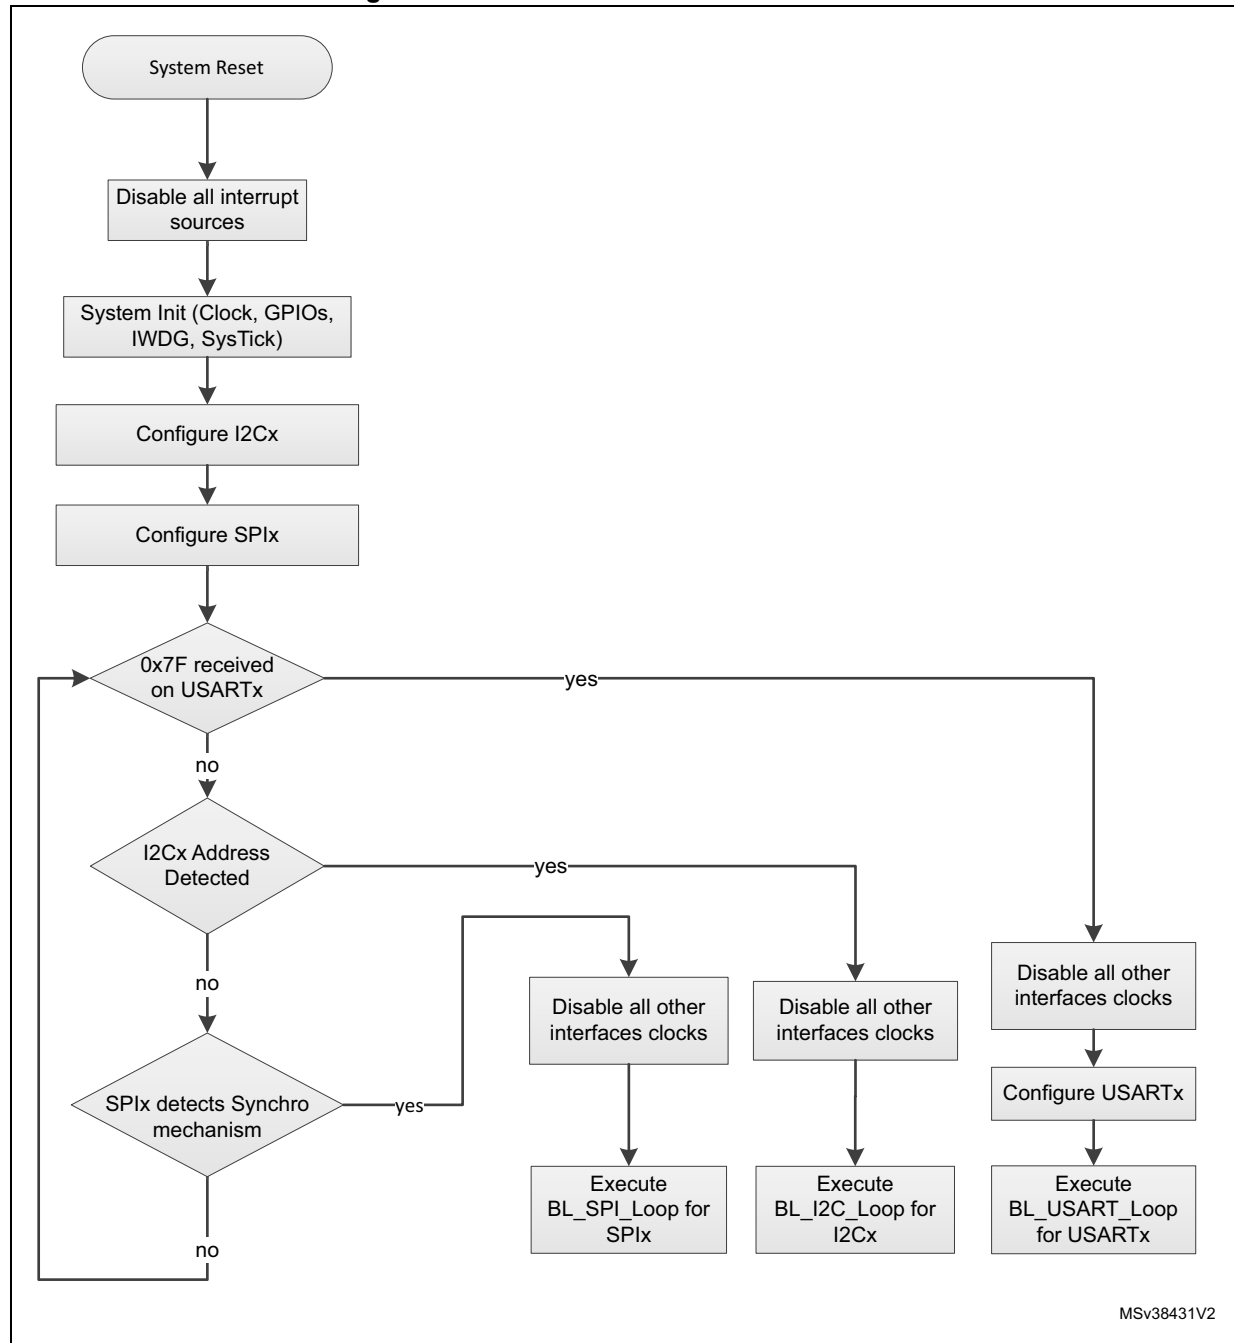 System Reset
Disable all interrupt
sources
System Init (Clock, GPIOs,
IWDG, SysTick)
Configure I2Cx
Configure SPIx
0x7F received
on USARTx
yes
no
I2Cx Address
Detected
yes
no
SPIx detects Synchro
mechanism
yes
no
Disable all other
interfaces clocks
Execute
BL_SPI_Loop for
SPIx
Disable all other
interfaces clocks
Execute
BL_I2C_Loop for
I2Cx
Disable all other
interfaces clocks
Configure USARTx
Execute
BL_USART_Loop
for USARTx
MSv38431V2